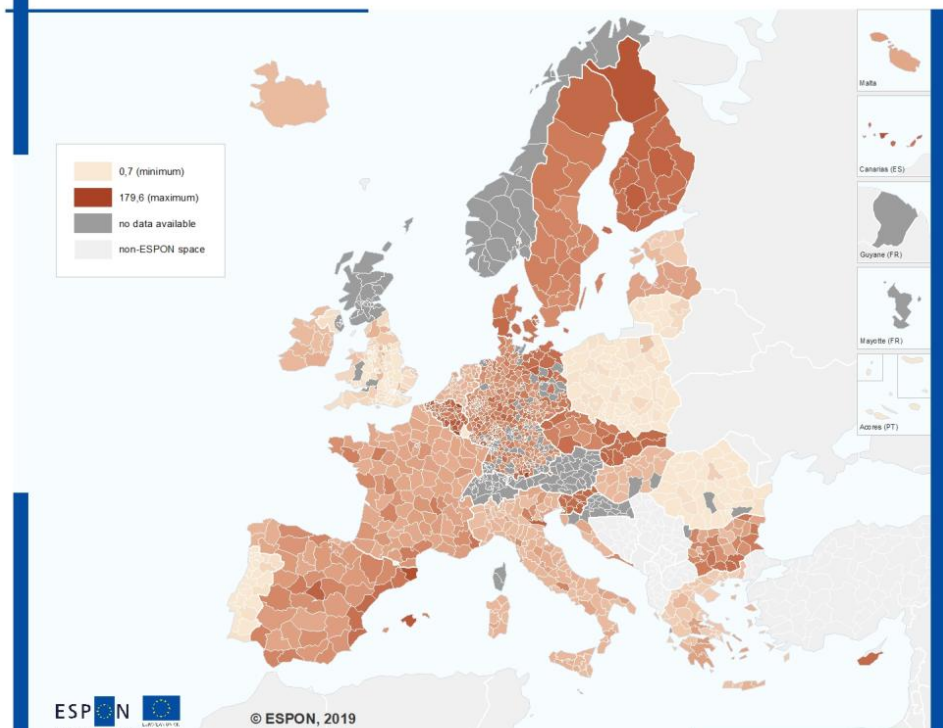 Malta
Canarias (ES)
Guyane (FR)
Mayotte (FR)
Acores (PT)
0,7 (minimum)
179,6 (maximum)
no data available
non-ESPON space
ESPON
© ESPON, 2019